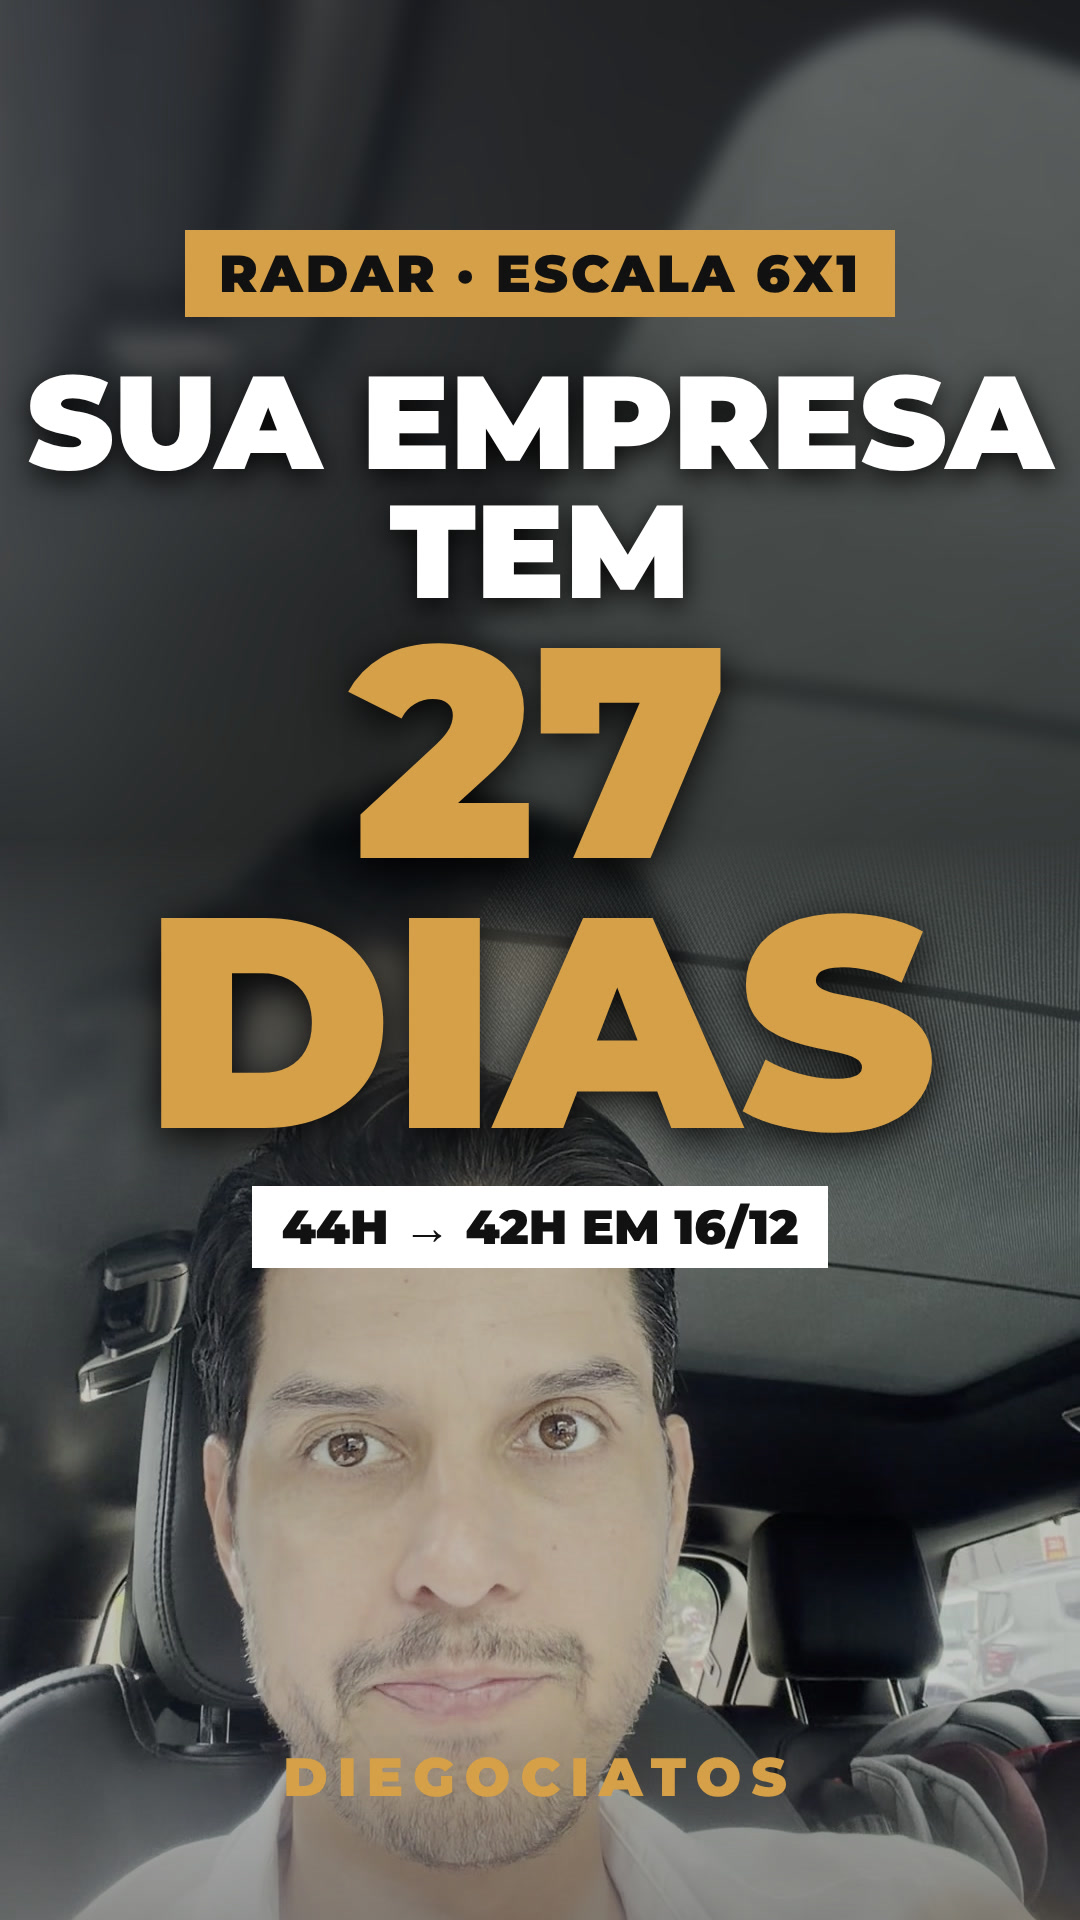 RADAR • ESCALA 6X1
SUA EMPRESA
TEM
27
DIAS
44H → 42H EM 16/12
DIEGOCIATOS